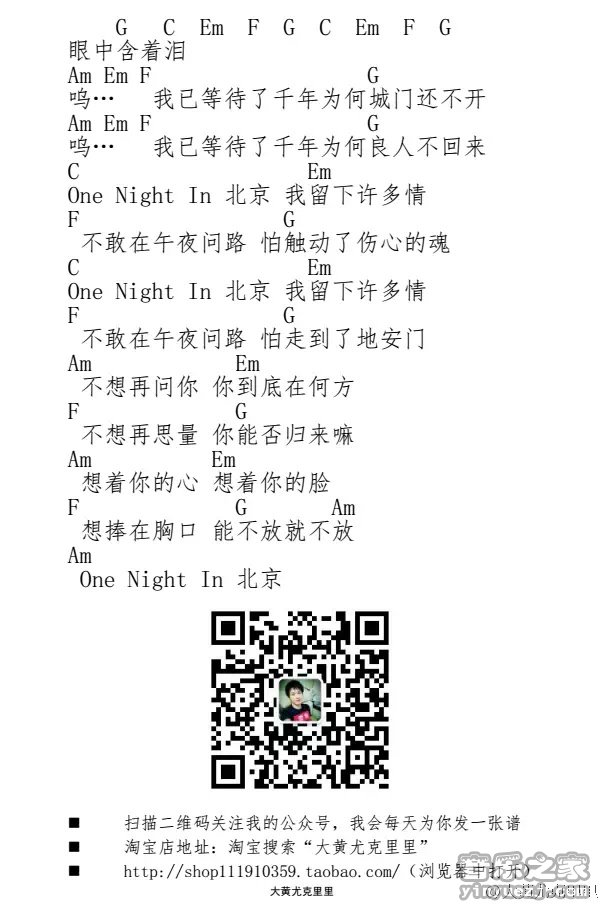 G C Em F G C Em F G
眼中含着泪
Am Em F G
呜… 我已等待了千年为何城门还不开
Am Em F G
呜… 我已等待了千年为何良人不回来
C Em
One Night In 北京 我留下许多情
F G
不敢在午夜问路 怕触动了伤心的魂
C Em
One Night In 北京 我留下许多情
F G
不敢在午夜问路 怕走到了地安门
Am Em
不想再问你 你到底在何方
F G
不想再思量 你能否归来嘛
Am Em
想着你的心 想着你的脸
F G Am
想捧在胸口 能不放就不放
Am
One Night In 北京
■ 扫描二维码关注我的公众号，我会每天为你发一张谱
■ 淘宝店地址：淘宝搜索“大黄尤克里里”
■ http://shop111910359.taobao.com/（浏览器中打开）
音乐之家
大黄尤克里里